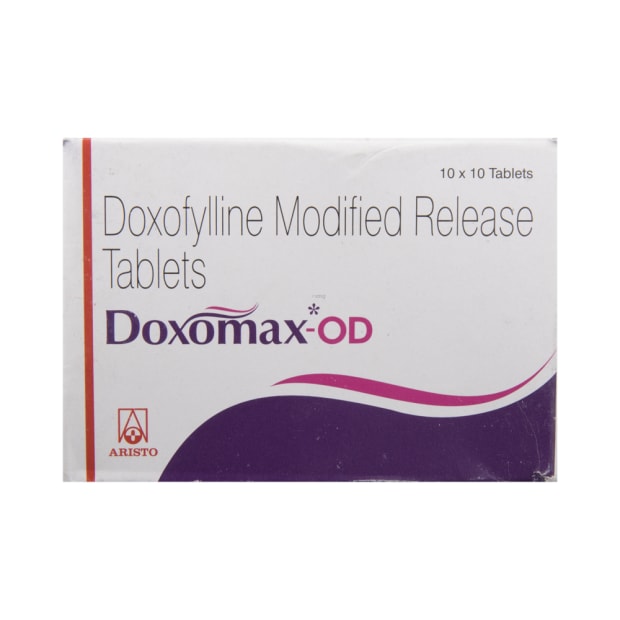 10 x 10 Tablets
Doxofylline Modified Release
Tablets
Doxomax*-OD
ARISTO